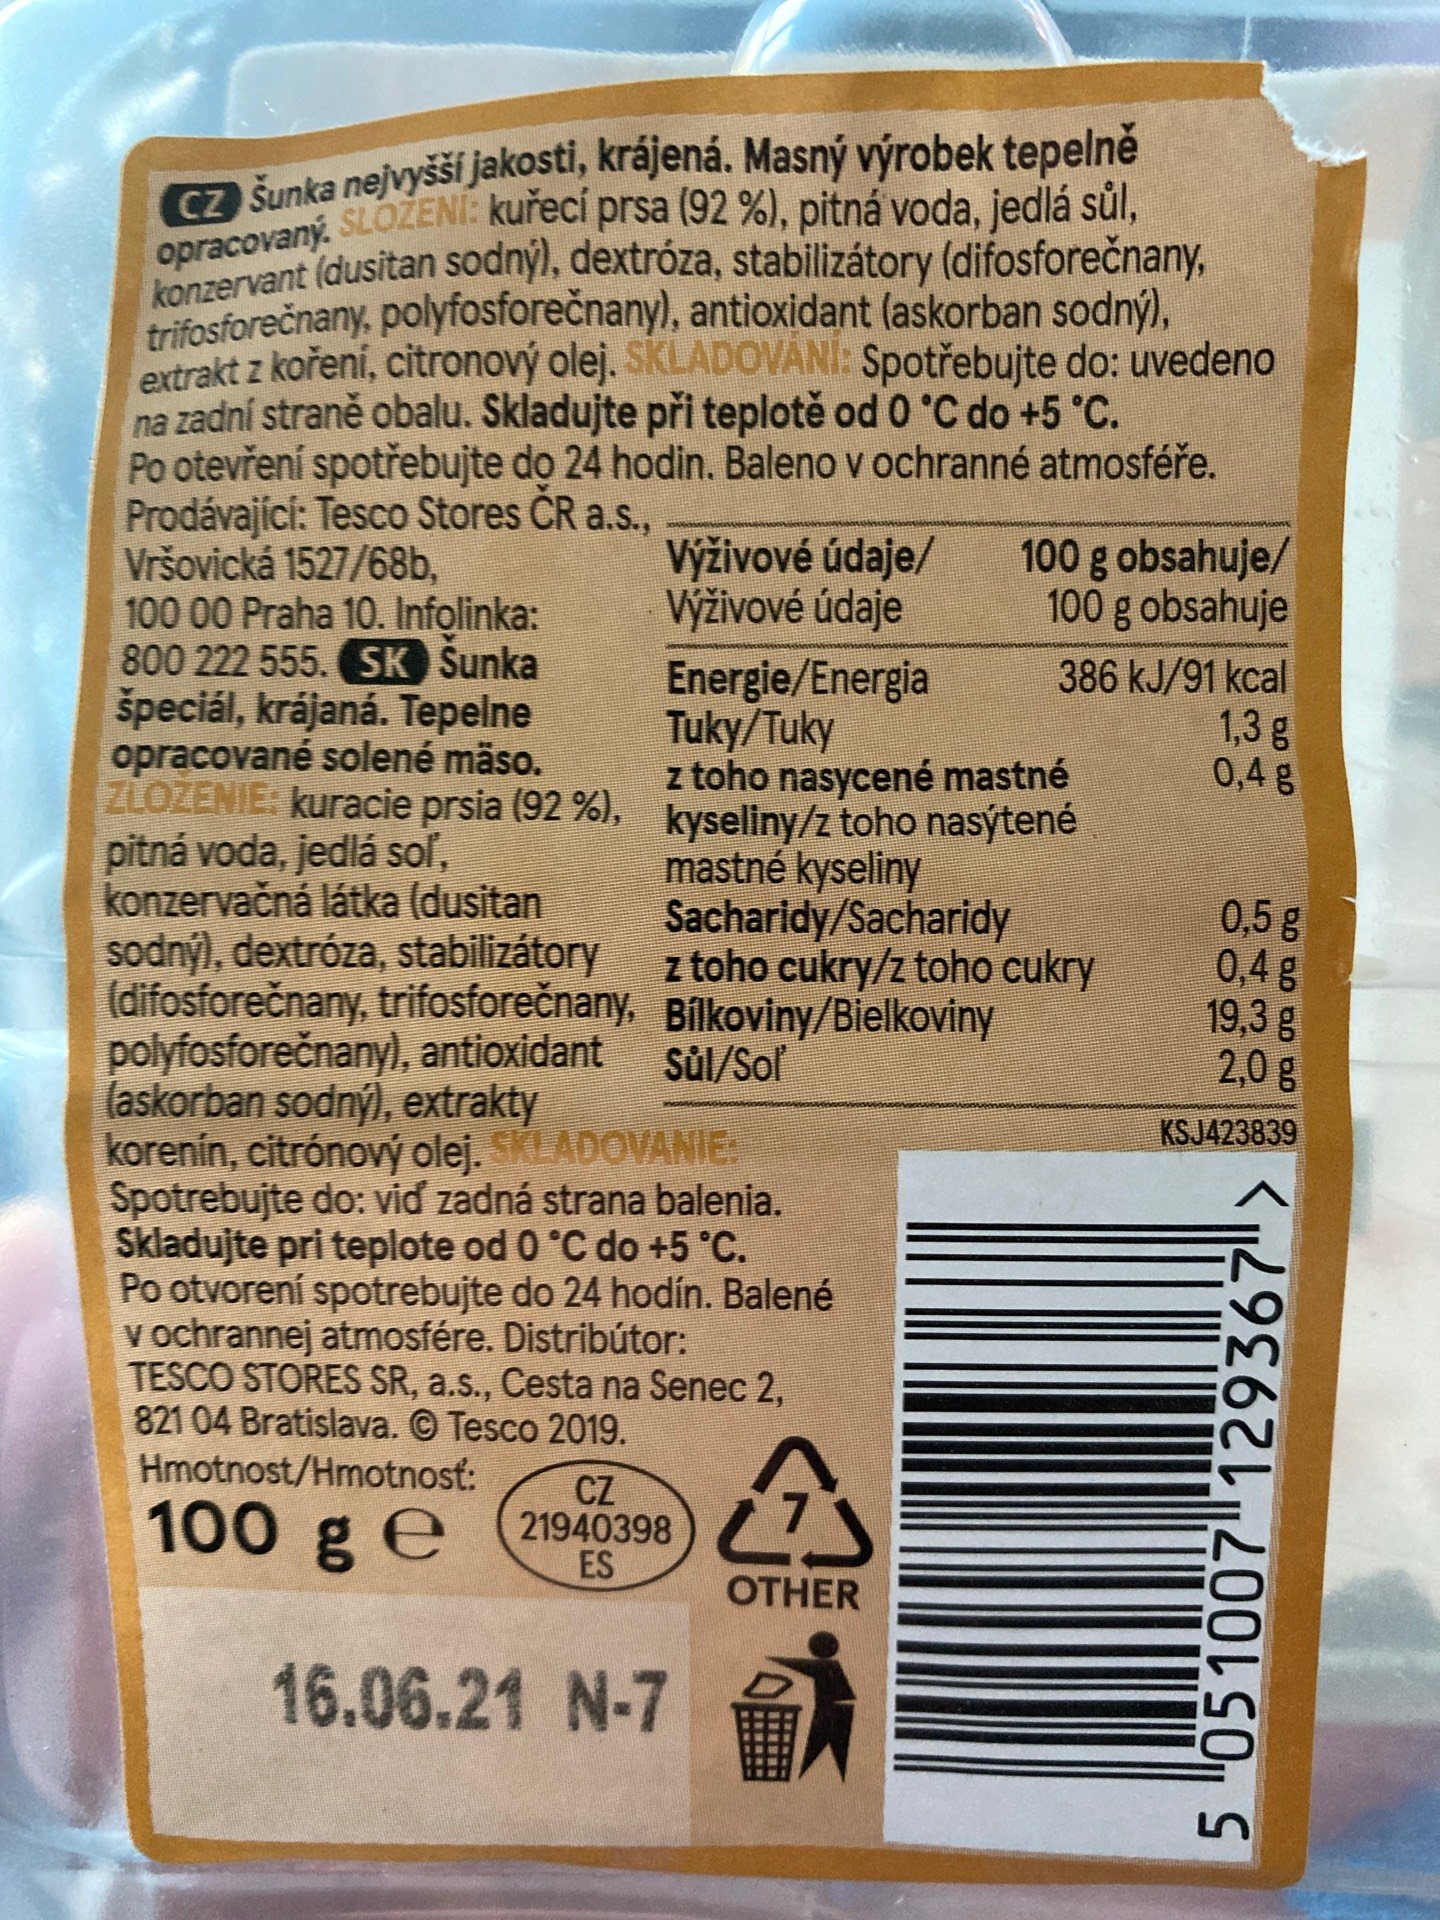 CZ Šunka nejvyšší jakosti, krájená. Masný výrobek tepelně
opracovaný. SLOŽENÍ: kuřecí prsa (92 %), pitná voda, jedlá sůl,
konzervant (dusitan sodný), dextróza, stabilizátory (difosforečnany,
trifosforečnany, polyfosforečnany), antioxidant (askorban sodný),
extrakt z koření, citronový olej. SKLADOVÁNÍ: Spotřebujte do: uvedeno
na zadní straně obalu. Skladujte při teplotě od 0 °C do +5 °C.
Po otevření spotřebujte do 24 hodin. Baleno v ochranné atmosféře.
Prodávající: Tesco Stores ČR a.s.,
Vršovická 1527/68b,
100 00 Praha 10. Infolinka:
800 222 555. SK Šunka
špeciál, krájaná. Tepelne
opracované solené mäso.
ZLOŽENIE: kuracie prsia (92 %),
pitná voda, jedlá soľ,
konzervačná látka (dusitan
sodný), dextróza, stabilizátory
(difosforečnany, trifosforečnany,
polyfosforečnany), antioxidant
(askorban sodný), extrakty
korenín, citrónový olej. SKLADOVANIE:
Spotrebujte do: viď zadná strana balenia.
Skladujte pri teplote od 0 °C do +5 °C.
Po otvorení spotrebujte do 24 hodín. Balené
v ochrannej atmosfére. Distribútor:
TESCO STORES SR, a.s., Cesta na Senec 2,
821 04 Bratislava. © Tesco 2019.
Hmotnost/Hmotnosť:
100 g e
CZ
21940398
ES
7
OTHER
16.06.21 N-7
Výživové údaje/ 100 g obsahuje/
Výživové údaje 100 g obsahuje
Energie/Energia 386 kJ/91 kcal
Tuky/Tuky 1,3 g
z toho nasycené mastné 0,4 g
kyseliny/z toho nasýtené
mastné kyseliny
Sacharidy/Sacharidy 0,5 g
z toho cukry/z toho cukry 0,4 g
Bílkoviny/Bielkoviny 19,3 g
Sůl/Soľ 2,0 g
KSJ423839
5 051007 129367 >